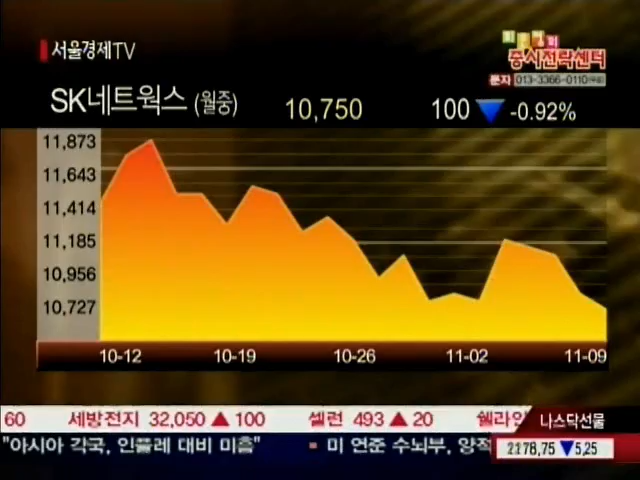 서울경제TV
증시전략센터
문자 013-3366-0110
SK네트웍스 (월중) 10,750 100 ▼ -0.92%
11,873
11,643
11,414
11,185
10,956
10,727
10-12 10-19 10-26 11-02 11-09
60 세방전지 32,050 ▲ 100 셀런 493 ▲ 20 쉘라인
나스닥선물
"아시아 각국, 인플레 대비 미흡" 미 연준 수뇌부, 양적
▼ 5,25